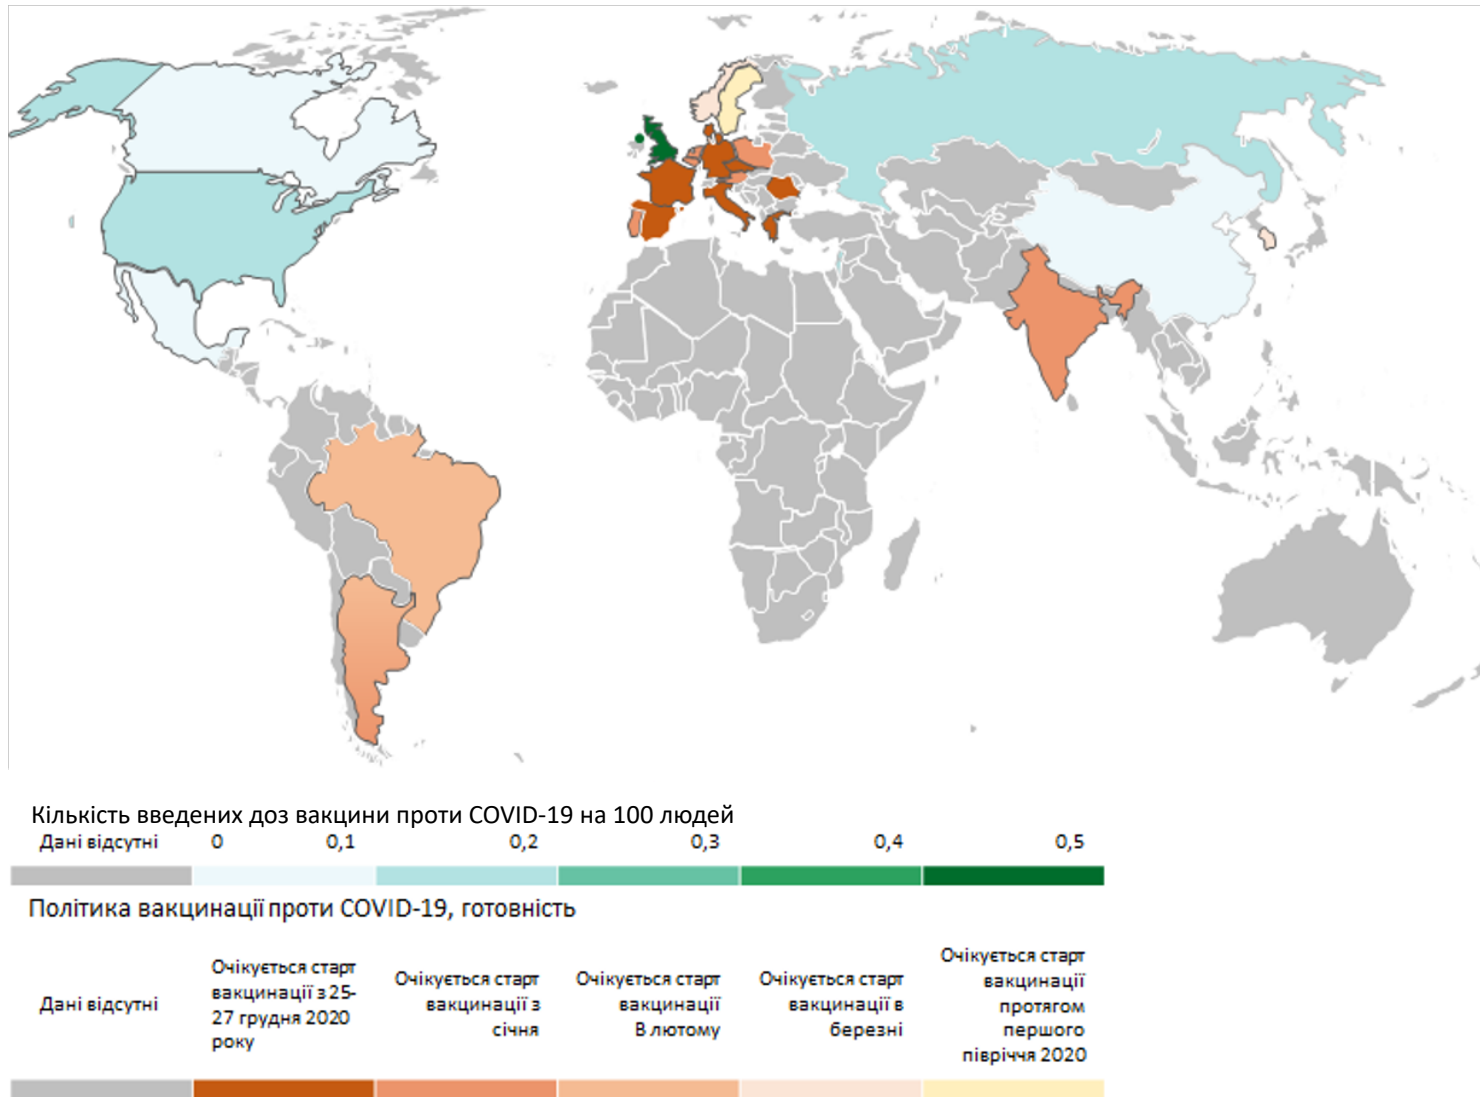 Кількість введених доз вакцини проти COVID-19 на 100 людей
Дані відсутні 0 0,1 0,2 0,3 0,4 0,5
Політика вакцинації проти COVID-19, готовність
Дані відсутні
Очікується старт
вакцинації з 25-
27 грудня 2020
року
Очікується старт
вакцинації з
січня
Очікується старт
вакцинації
В лютому
Очікується старт
вакцинації в
березні
Очікується старт
вакцинації
протягом
першого
півріччя 2020